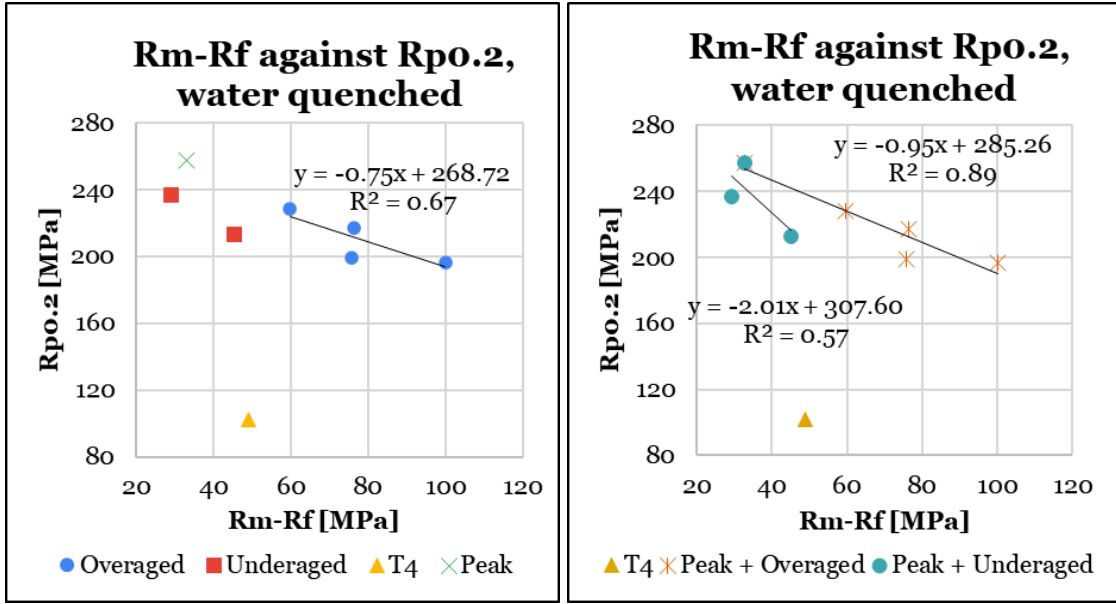 Rm-Rf against Rp0.2,
water quenched
280
240
200
160
120
80
Rp0.2 [MPa]
y = -0.75x + 268.72
R² = 0.67
20 40 60 80 100 120
Rm-Rf [MPa]
Overaged Underaged T4 Peak
Rm-Rf against Rp0.2,
water quenched
280
240
200
160
120
80
Rp0.2 [MPa]
y = -0.95x + 285.26
R² = 0.89
y = -2.01x + 307.60
R² = 0.57
20 40 60 80 100 120
Rm-Rf [MPa]
T4 Peak + Overaged Peak + Underaged